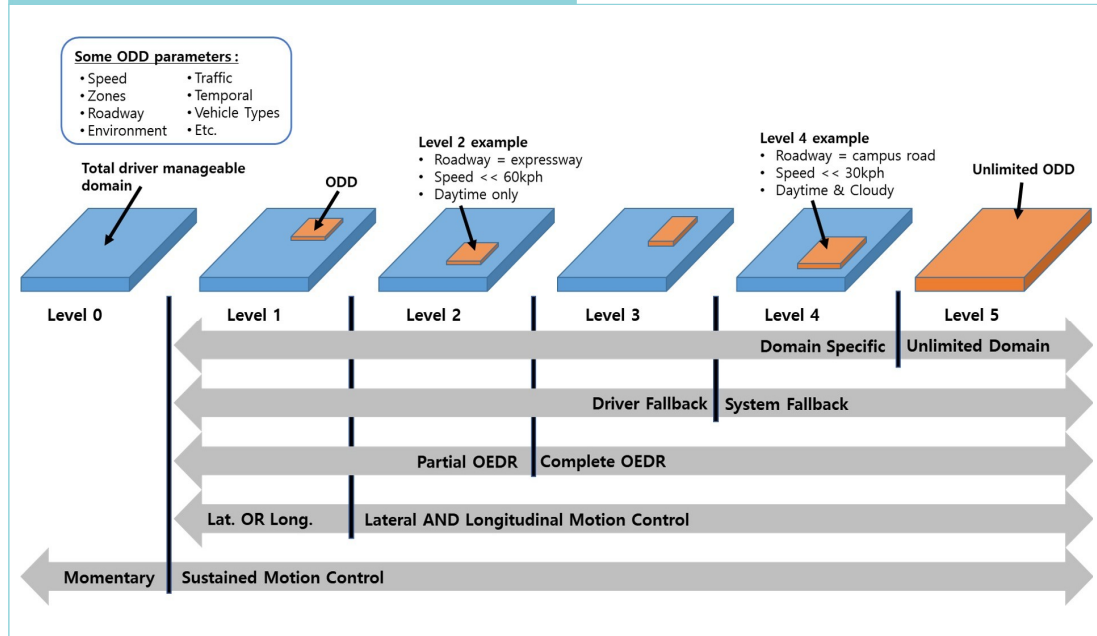 Some ODD parameters :
• Speed
• Zones
• Roadway
• Environment
• Traffic
• Temporal
• Vehicle Types
• Etc.
Total driver manageable
domain
ODD
Level 2 example
• Roadway = expressway
• Speed << 60kph
• Daytime only
Level 4 example
• Roadway = campus road
• Speed << 30kph
• Daytime & Cloudy
Unlimited ODD
Level 0
Level 1
Level 2
Level 3
Level 4
Level 5
Domain Specific
Unlimited Domain
Driver Fallback
System Fallback
Partial OEDR
Complete OEDR
Lat. OR Long.
Lateral AND Longitudinal Motion Control
Momentary
Sustained Motion Control